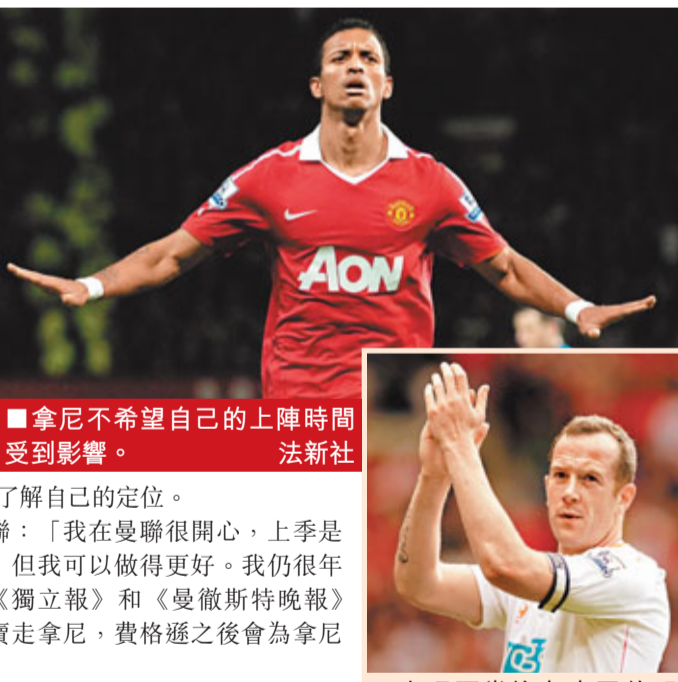 AON
■拿尼不希望自己的上陣時間
受到影響。 法新社
了解自己的定位。
聯：「我在曼聯很開心，上季是
但我可以做得更好。我仍很年
《獨立報》和《曼徹斯特晚報》
賣走拿尼，費格遜之後會為拿尼